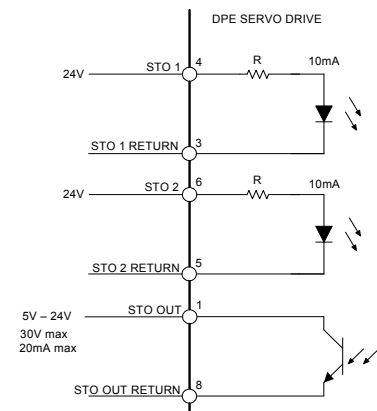 DPE SERVO DRIVE
24V STO 1 4 R 10mA
STO 1 RETURN 3
24V STO 2 6 R 10mA
STO 2 RETURN 5
5V – 24V STO OUT 1
30V max
20mA max
STO OUT RETURN 8